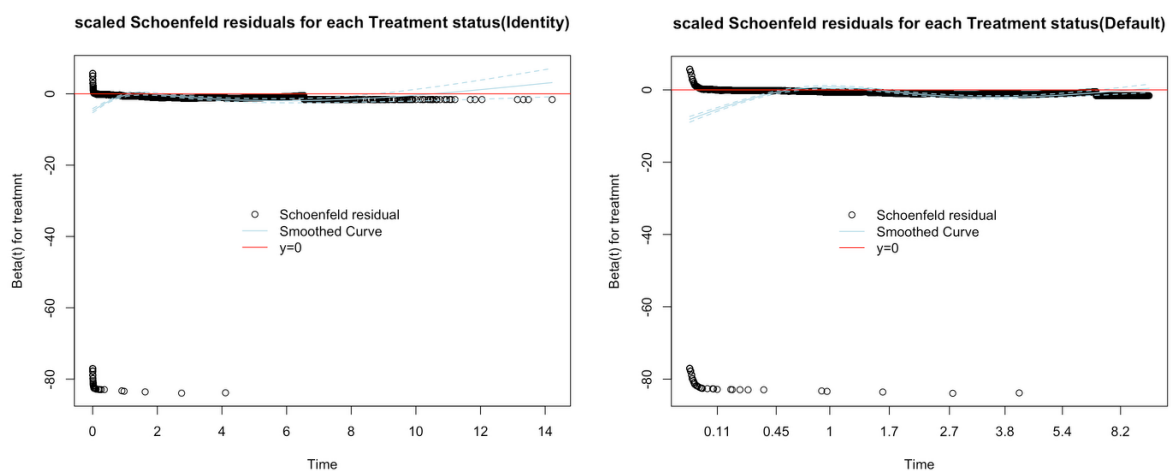 scaled Schoenfeld residuals for each Treatment status(Identity)
0
-20
-40
-60
-80
Beta(t) for treatmnt
Schoenfeld residual
Smoothed Curve
y=0
0 2 4 6 8 10 12 14
Time
scaled Schoenfeld residuals for each Treatment status(Default)
0
-20
-40
-60
-80
Beta(t) for treatmnt
Schoenfeld residual
Smoothed Curve
y=0
0.11 0.45 1 1.7 2.7 3.8 5.4 8.2
Time